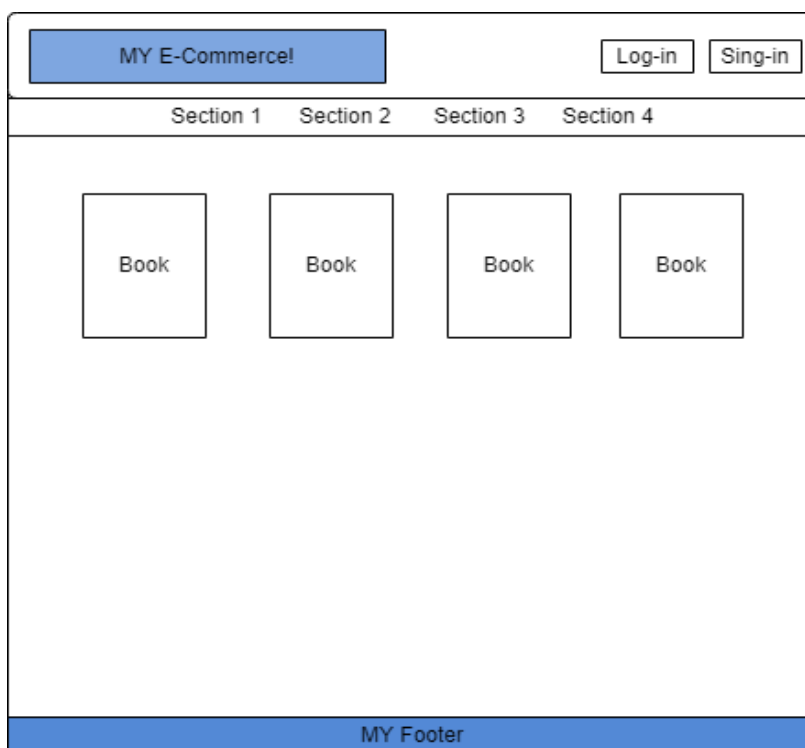 MY E-Commerce!
Log-in Sing-in
Section 1 Section 2 Section 3 Section 4
Book Book Book Book
MY Footer